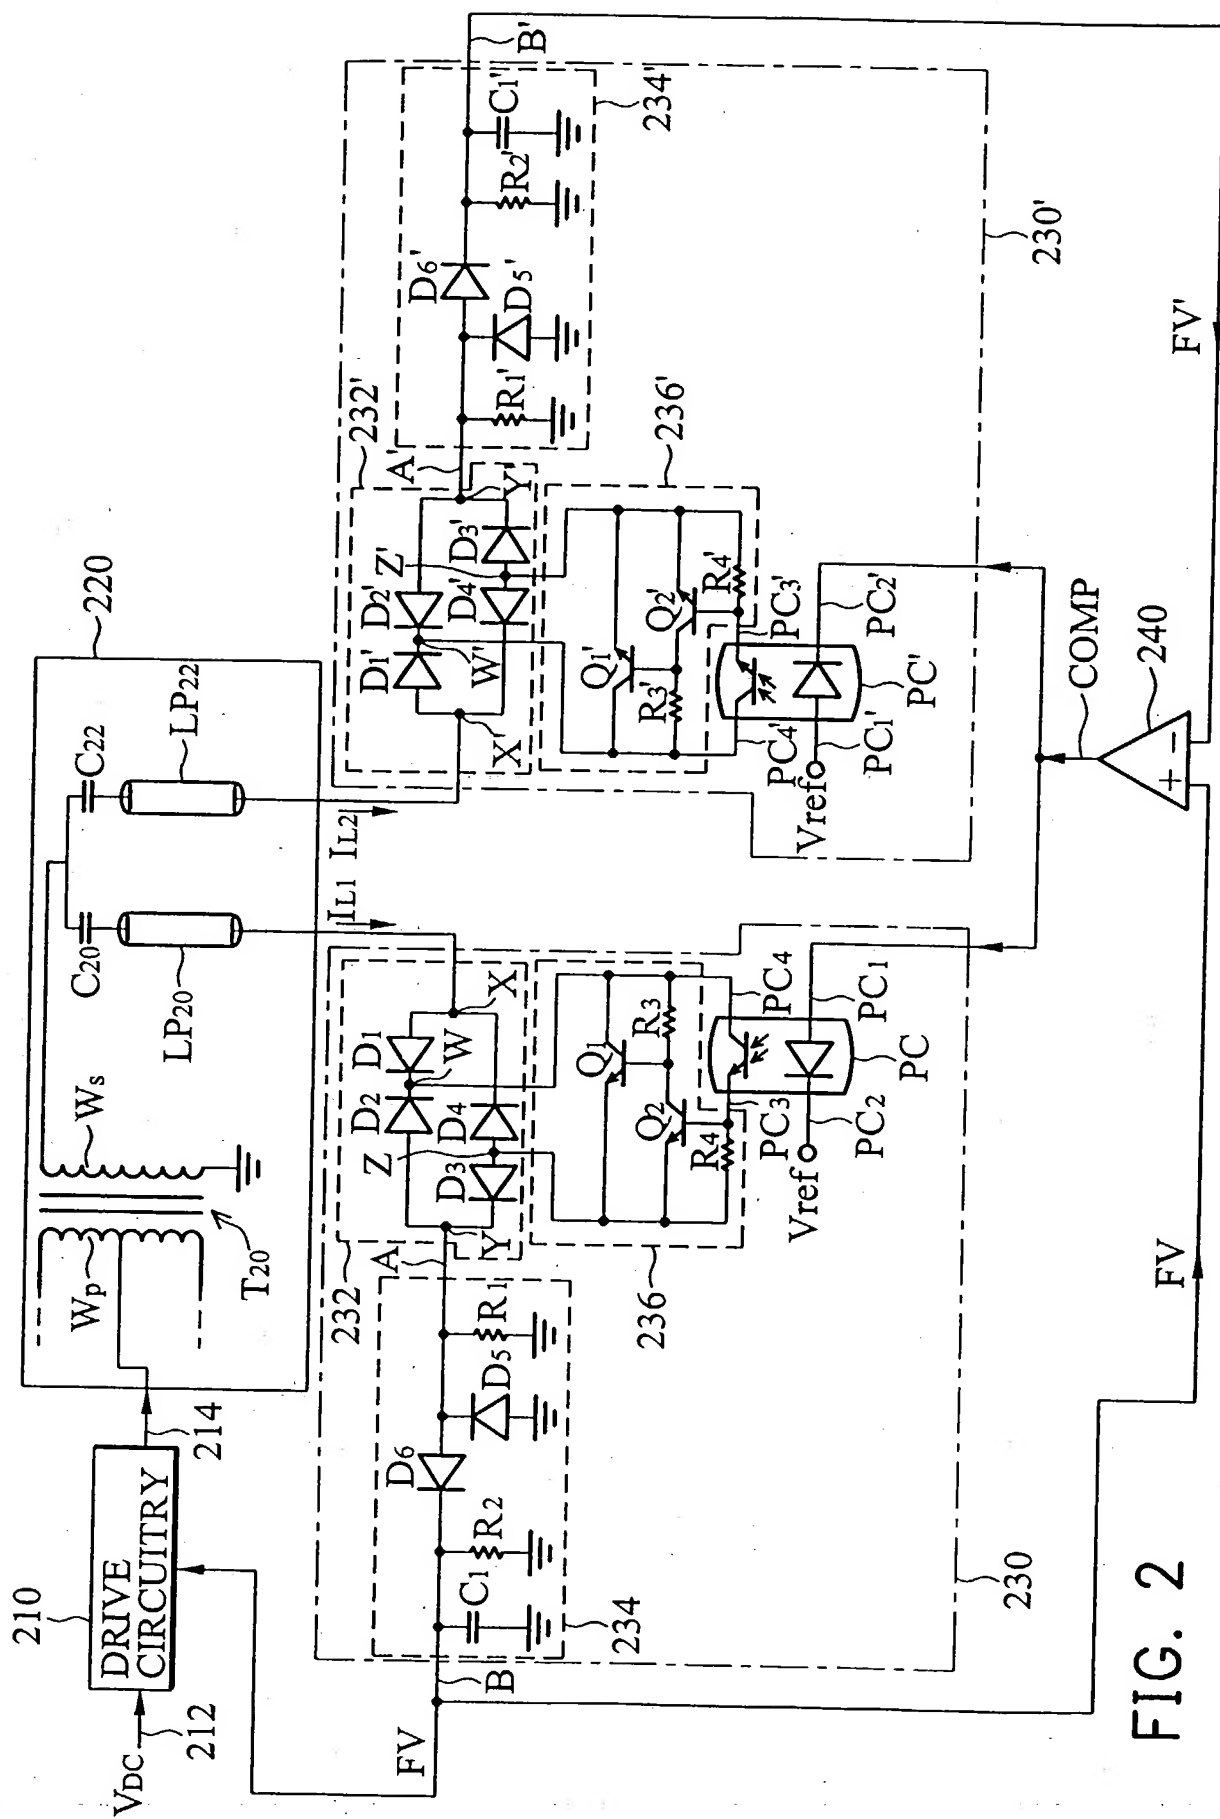 210
DRIVE
CIRCUITRY
VDC
212
214
FV
220
Wp
Ws
T20
C20
C22
LP20
LP22
IL1
IL2
232
D1
D2
D3
D4
W
X
Y
Z
A
234
R1
D5
D6
R2
C1
B
236
Q1
Q2
R3
R4
PC4
PC3
PC1
PC2
PC
Vref
230
232'
D1'
D2'
D3'
D4'
W'
X'
Y'
Z'
A'
234'
R1'
D5'
D6'
R2'
C1'
B'
236'
Q1'
Q2'
R3'
R4'
PC4'
PC3'
PC1'
PC2'
PC'
Vref
230'
COMP
240
+
−
FV
FV'
FIG. 2